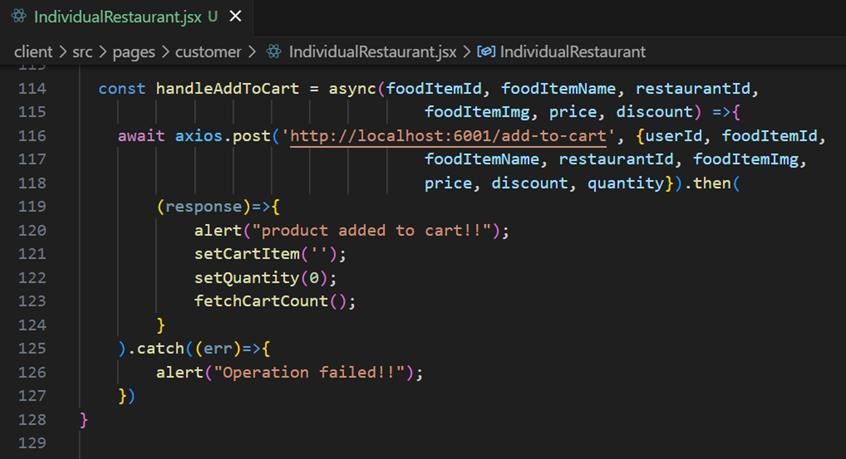 IndividualRestaurant.jsx U ✕
client > src > pages > customer > IndividualRestaurant.jsx > IndividualRestaurant
114 const handleAddToCart = async(foodItemId, foodItemName, restaurantId,
115 foodItemImg, price, discount) =>{
116 await axios.post('http://localhost:6001/add-to-cart', {userId, foodItemId,
117 foodItemName, restaurantId, foodItemImg,
118 price, discount, quantity}).then(
119 (response)=>{
120 alert("product added to cart!!");
121 setCartItem('');
122 setQuantity(0);
123 fetchCartCount();
124 }
125 ).catch((err)=>{
126 alert("Operation failed!!");
127 })
128 }
129